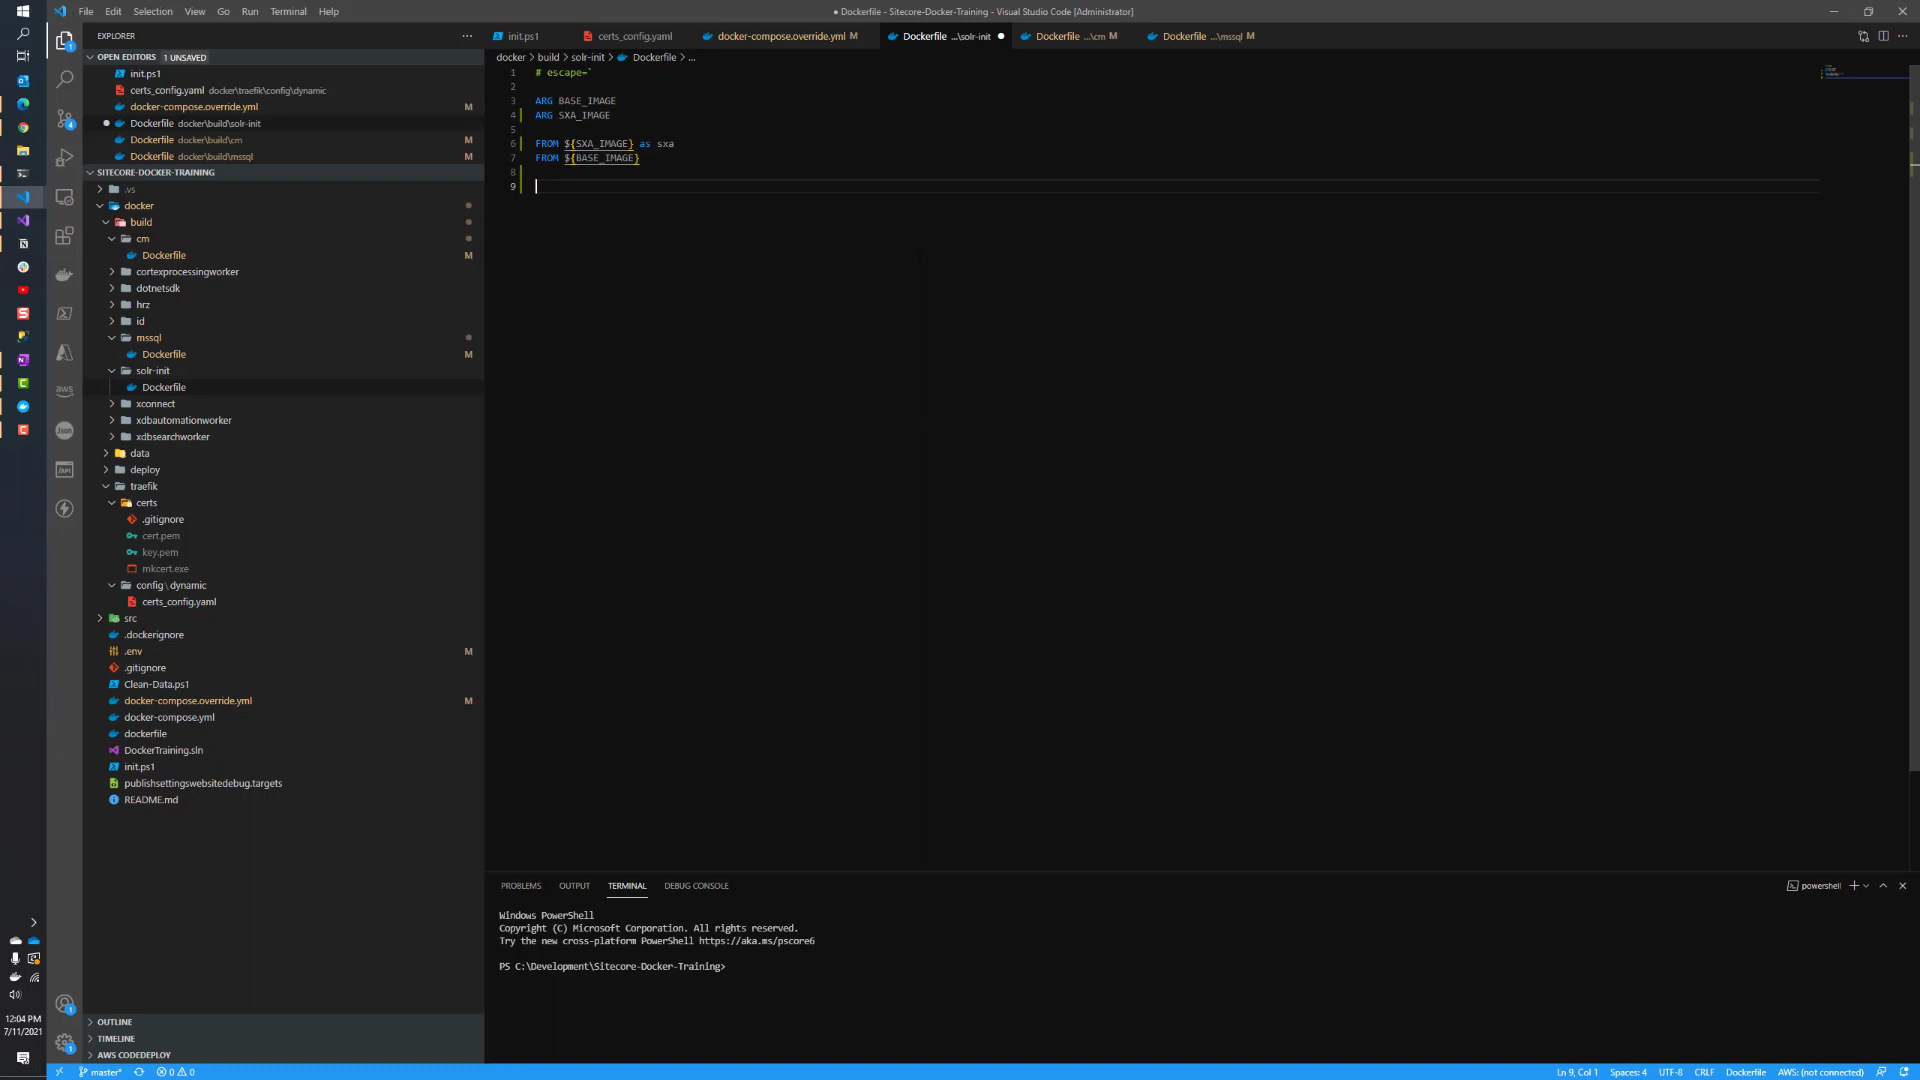 File Edit Selection View Go Run Terminal Help
● Dockerfile - Sitecore-Docker-Training - Visual Studio Code [Administrator]
EXPLORER
init.ps1
certs_config.yaml
docker-compose.override.yml M
Dockerfile ...\solr-init
Dockerfile ...\cm M
Dockerfile ...\mssql M
OPEN EDITORS 1 UNSAVED
init.ps1
certs_config.yaml docker\traefik\config\dynamic
docker-compose.override.yml M
Dockerfile docker\build\solr-init
Dockerfile docker\build\cm M
Dockerfile docker\build\mssql M
SITECORE-DOCKER-TRAINING
.vs
docker
build
cm
Dockerfile M
cortexprocessingworker
dotnetsdk
hrz
id
mssql
Dockerfile M
solr-init
Dockerfile
xconnect
xdbautomationworker
xdbsearchworker
data
deploy
traefik
certs
.gitignore
cert.pem
key.pem
mkcert.exe
config\dynamic
certs_config.yaml
src
.dockerignore
.env M
.gitignore
Clean-Data.ps1
docker-compose.override.yml M
docker-compose.yml
dockerfile
DockerTraining.sln
init.ps1
publishsettingswebsitedebug.targets
README.md
OUTLINE
TIMELINE
AWS CODEDEPLOY
docker > build > solr-init > Dockerfile > ...
1 # escape=`
2
3 ARG BASE_IMAGE
4 ARG SXA_IMAGE
5
6 FROM ${SXA_IMAGE} as sxa
7 FROM ${BASE_IMAGE}
8
9
PROBLEMS OUTPUT TERMINAL DEBUG CONSOLE
powershell
Windows PowerShell
Copyright (C) Microsoft Corporation. All rights reserved.
Try the new cross-platform PowerShell https://aka.ms/pscore6
PS C:\Development\Sitecore-Docker-Training>
12:04 PM
7/11/2021
master* 0 0
Ln 9, Col 1 Spaces: 4 UTF-8 CRLF Dockerfile AWS: (not connected)